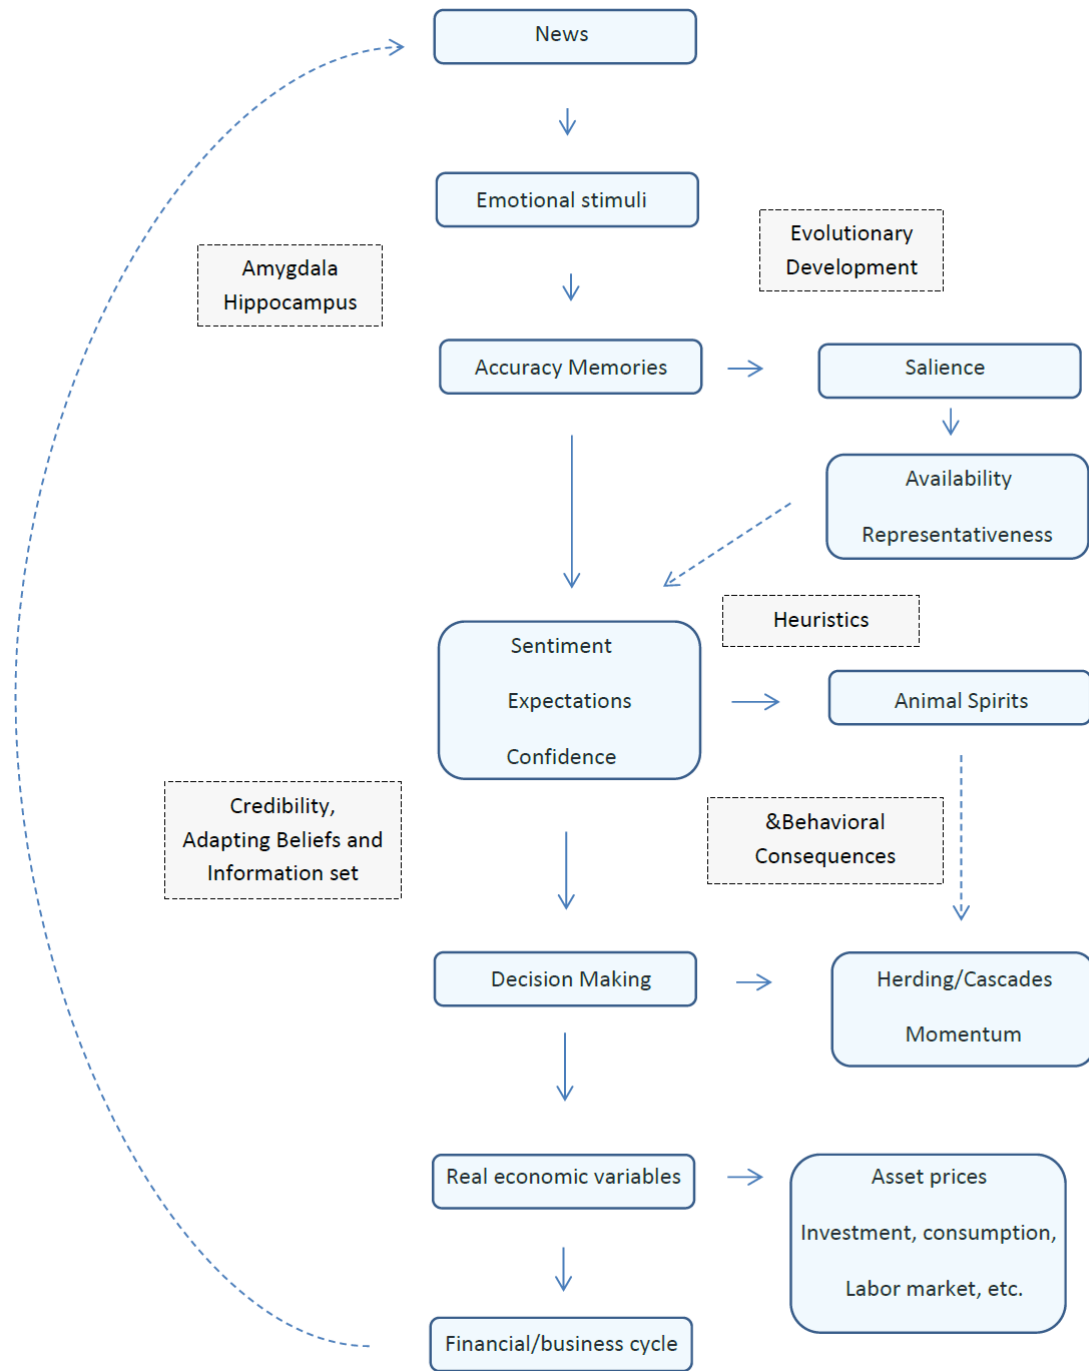 News
Emotional stimuli
Evolutionary
Development
Amygdala
Hippocampus
Accuracy Memories
Salience
Availability
Representativeness
Heuristics
Sentiment
Expectations
Confidence
Animal Spirits
Credibility,
Adapting Beliefs and
Information set
&Behavioral
Consequences
Decision Making
Herding/Cascades
Momentum
Real economic variables
Asset prices
Investment, consumption,
Labor market, etc.
Financial/business cycle